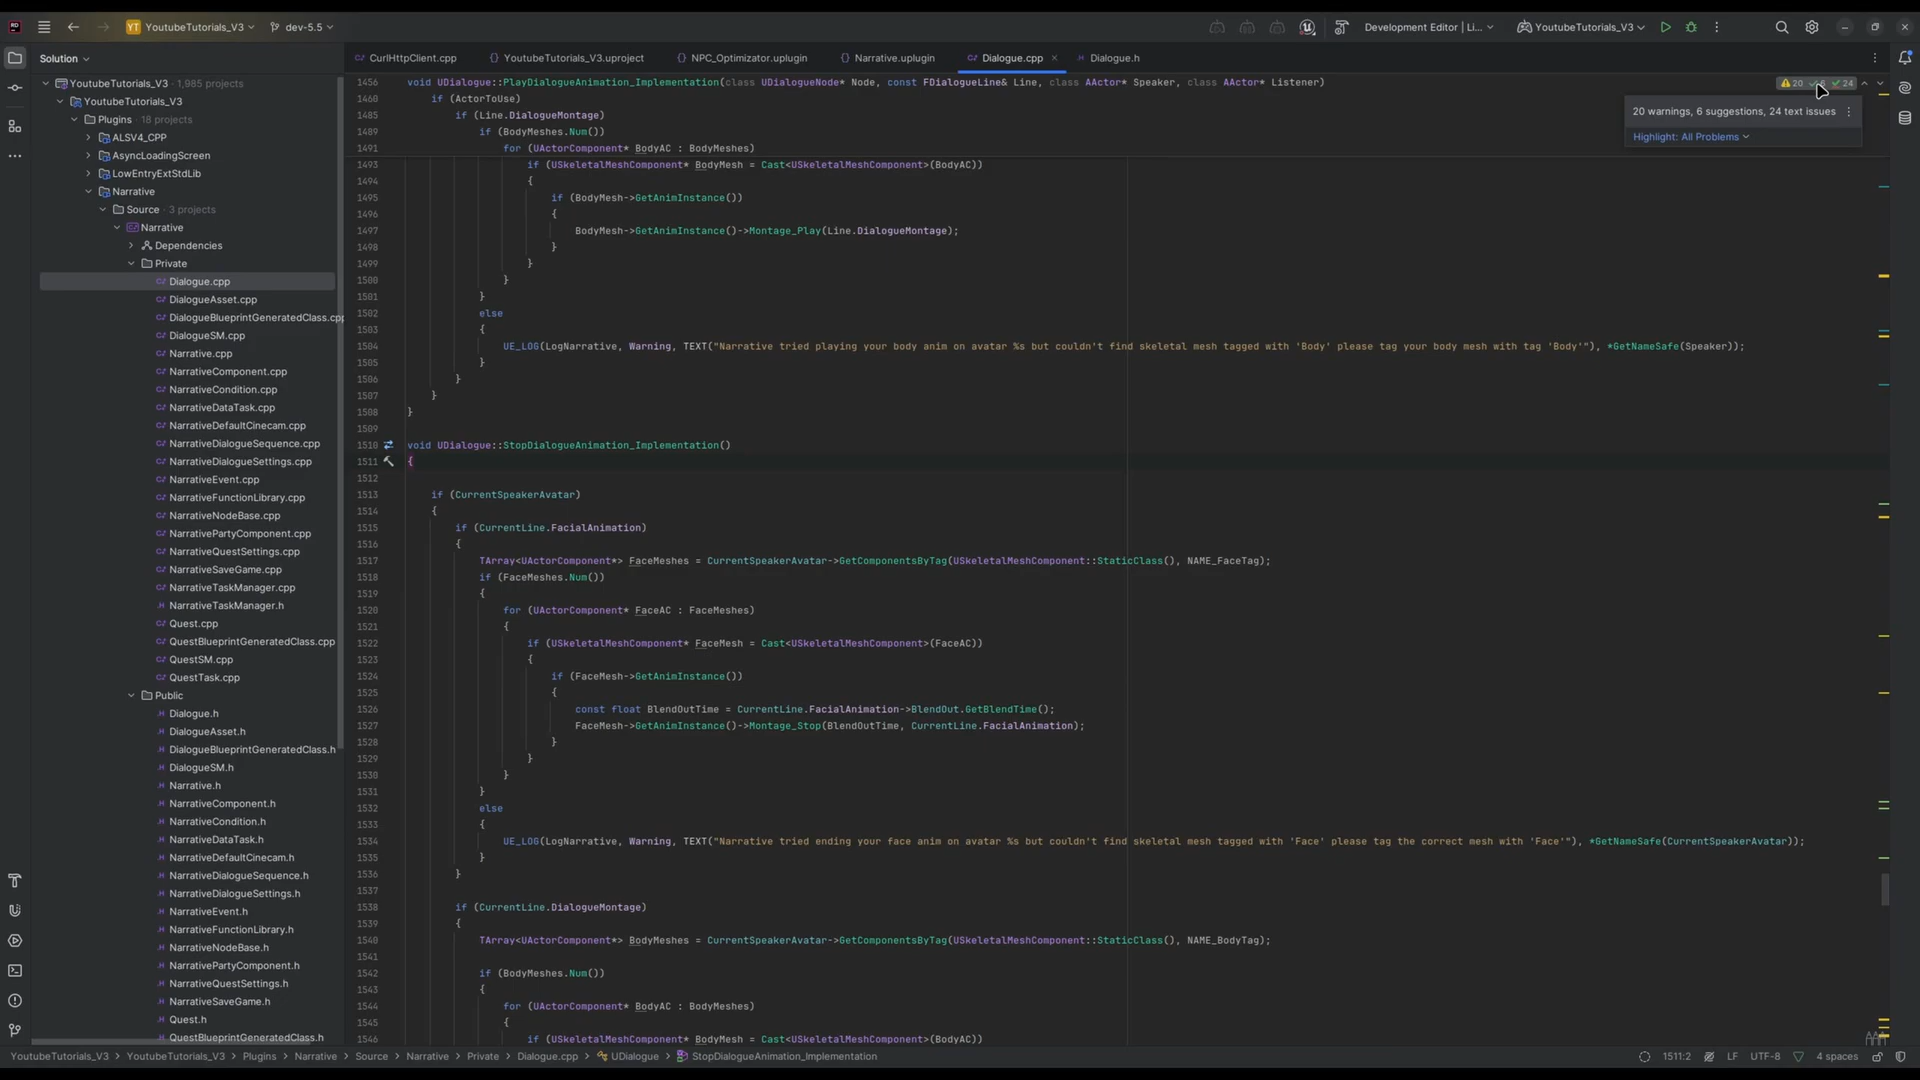 YT YoutubeTutorials_V3 dev-5.5 Development Editor | Li... YoutubeTutorials_V3
Solution
CurlHttpClient.cpp YoutubeTutorials_V3.uproject NPC_Optimizator.uplugin Narrative.uplugin Dialogue.cpp Dialogue.h
YoutubeTutorials_V3 · 1,985 projects
YoutubeTutorials_V3
Plugins · 18 projects
ALSV4_CPP
AsyncLoadingScreen
LowEntryExtStdLib
Narrative
Source · 3 projects
Narrative
Dependencies
Private
Dialogue.cpp
DialogueAsset.cpp
DialogueBlueprintGeneratedClass.cpp
DialogueSM.cpp
Narrative.cpp
NarrativeComponent.cpp
NarrativeCondition.cpp
NarrativeDataTask.cpp
NarrativeDefaultCinecam.cpp
NarrativeDialogueSequence.cpp
NarrativeDialogueSettings.cpp
NarrativeEvent.cpp
NarrativeFunctionLibrary.cpp
NarrativeNodeBase.cpp
NarrativePartyComponent.cpp
NarrativeQuestSettings.cpp
NarrativeSaveGame.cpp
NarrativeTaskManager.cpp
NarrativeTaskManager.h
Quest.cpp
QuestBlueprintGeneratedClass.cpp
QuestSM.cpp
QuestTask.cpp
Public
Dialogue.h
DialogueAsset.h
DialogueBlueprintGeneratedClass.h
DialogueSM.h
Narrative.h
NarrativeComponent.h
NarrativeCondition.h
NarrativeDataTask.h
NarrativeDefaultCinecam.h
NarrativeDialogueSequence.h
NarrativeDialogueSettings.h
NarrativeEvent.h
NarrativeFunctionLibrary.h
NarrativeNodeBase.h
NarrativePartyComponent.h
NarrativeQuestSettings.h
NarrativeSaveGame.h
Quest.h
QuestBlueprintGeneratedClass.h
1456 void UDialogue::PlayDialogueAnimation_Implementation(class UDialogueNode* Node, const FDialogueLine& Line, class AActor* Speaker, class AActor* Listener)
20 6 24
20 warnings, 6 suggestions, 24 text issues
Highlight: All Problems
1460 if (ActorToUse)
1485 if (Line.DialogueMontage)
1489 if (BodyMeshes.Num())
1491 for (UActorComponent* BodyAC : BodyMeshes)
1493 if (USkeletalMeshComponent* BodyMesh = Cast<USkeletalMeshComponent>(BodyAC))
1494 {
1495 if (BodyMesh->GetAnimInstance())
1496 {
1497 BodyMesh->GetAnimInstance()->Montage_Play(Line.DialogueMontage);
1498 }
1499 }
1500 }
1501 }
1502 else
1503 {
1504 UE_LOG(LogNarrative, Warning, TEXT("Narrative tried playing your body anim on avatar %s but couldn't find skeletal mesh tagged with 'Body' please tag your body mesh with tag 'Body'"), *GetNameSafe(Speaker));
1505 }
1506 }
1507 }
1508 }
1509
1510 void UDialogue::StopDialogueAnimation_Implementation()
1511 {
1512
1513 if (CurrentSpeakerAvatar)
1514 {
1515 if (CurrentLine.FacialAnimation)
1516 {
1517 TArray<UActorComponent*> FaceMeshes = CurrentSpeakerAvatar->GetComponentsByTag(USkeletalMeshComponent::StaticClass(), NAME_FaceTag);
1518 if (FaceMeshes.Num())
1519 {
1520 for (UActorComponent* FaceAC : FaceMeshes)
1521 {
1522 if (USkeletalMeshComponent* FaceMesh = Cast<USkeletalMeshComponent>(FaceAC))
1523 {
1524 if (FaceMesh->GetAnimInstance())
1525 {
1526 const float BlendOutTime = CurrentLine.FacialAnimation->BlendOut.GetBlendTime();
1527 FaceMesh->GetAnimInstance()->Montage_Stop(BlendOutTime, CurrentLine.FacialAnimation);
1528 }
1529 }
1530 }
1531 }
1532 else
1533 {
1534 UE_LOG(LogNarrative, Warning, TEXT("Narrative tried ending your face anim on avatar %s but couldn't find skeletal mesh tagged with 'Face' please tag the correct mesh with 'Face'"), *GetNameSafe(CurrentSpeakerAvatar));
1535 }
1536 }
1537
1538 if (CurrentLine.DialogueMontage)
1539 {
1540 TArray<UActorComponent*> BodyMeshes = CurrentSpeakerAvatar->GetComponentsByTag(USkeletalMeshComponent::StaticClass(), NAME_BodyTag);
1541
1542 if (BodyMeshes.Num())
1543 {
1544 for (UActorComponent* BodyAC : BodyMeshes)
1545 {
1546 if (USkeletalMeshComponent* BodyMesh = Cast<USkeletalMeshComponent>(BodyAC))
YoutubeTutorials_V3 > YoutubeTutorials_V3 > Plugins > Narrative > Source > Narrative > Private > Dialogue.cpp > UDialogue > StopDialogueAnimation_Implementation 1511:2 LF UTF-8 4 spaces